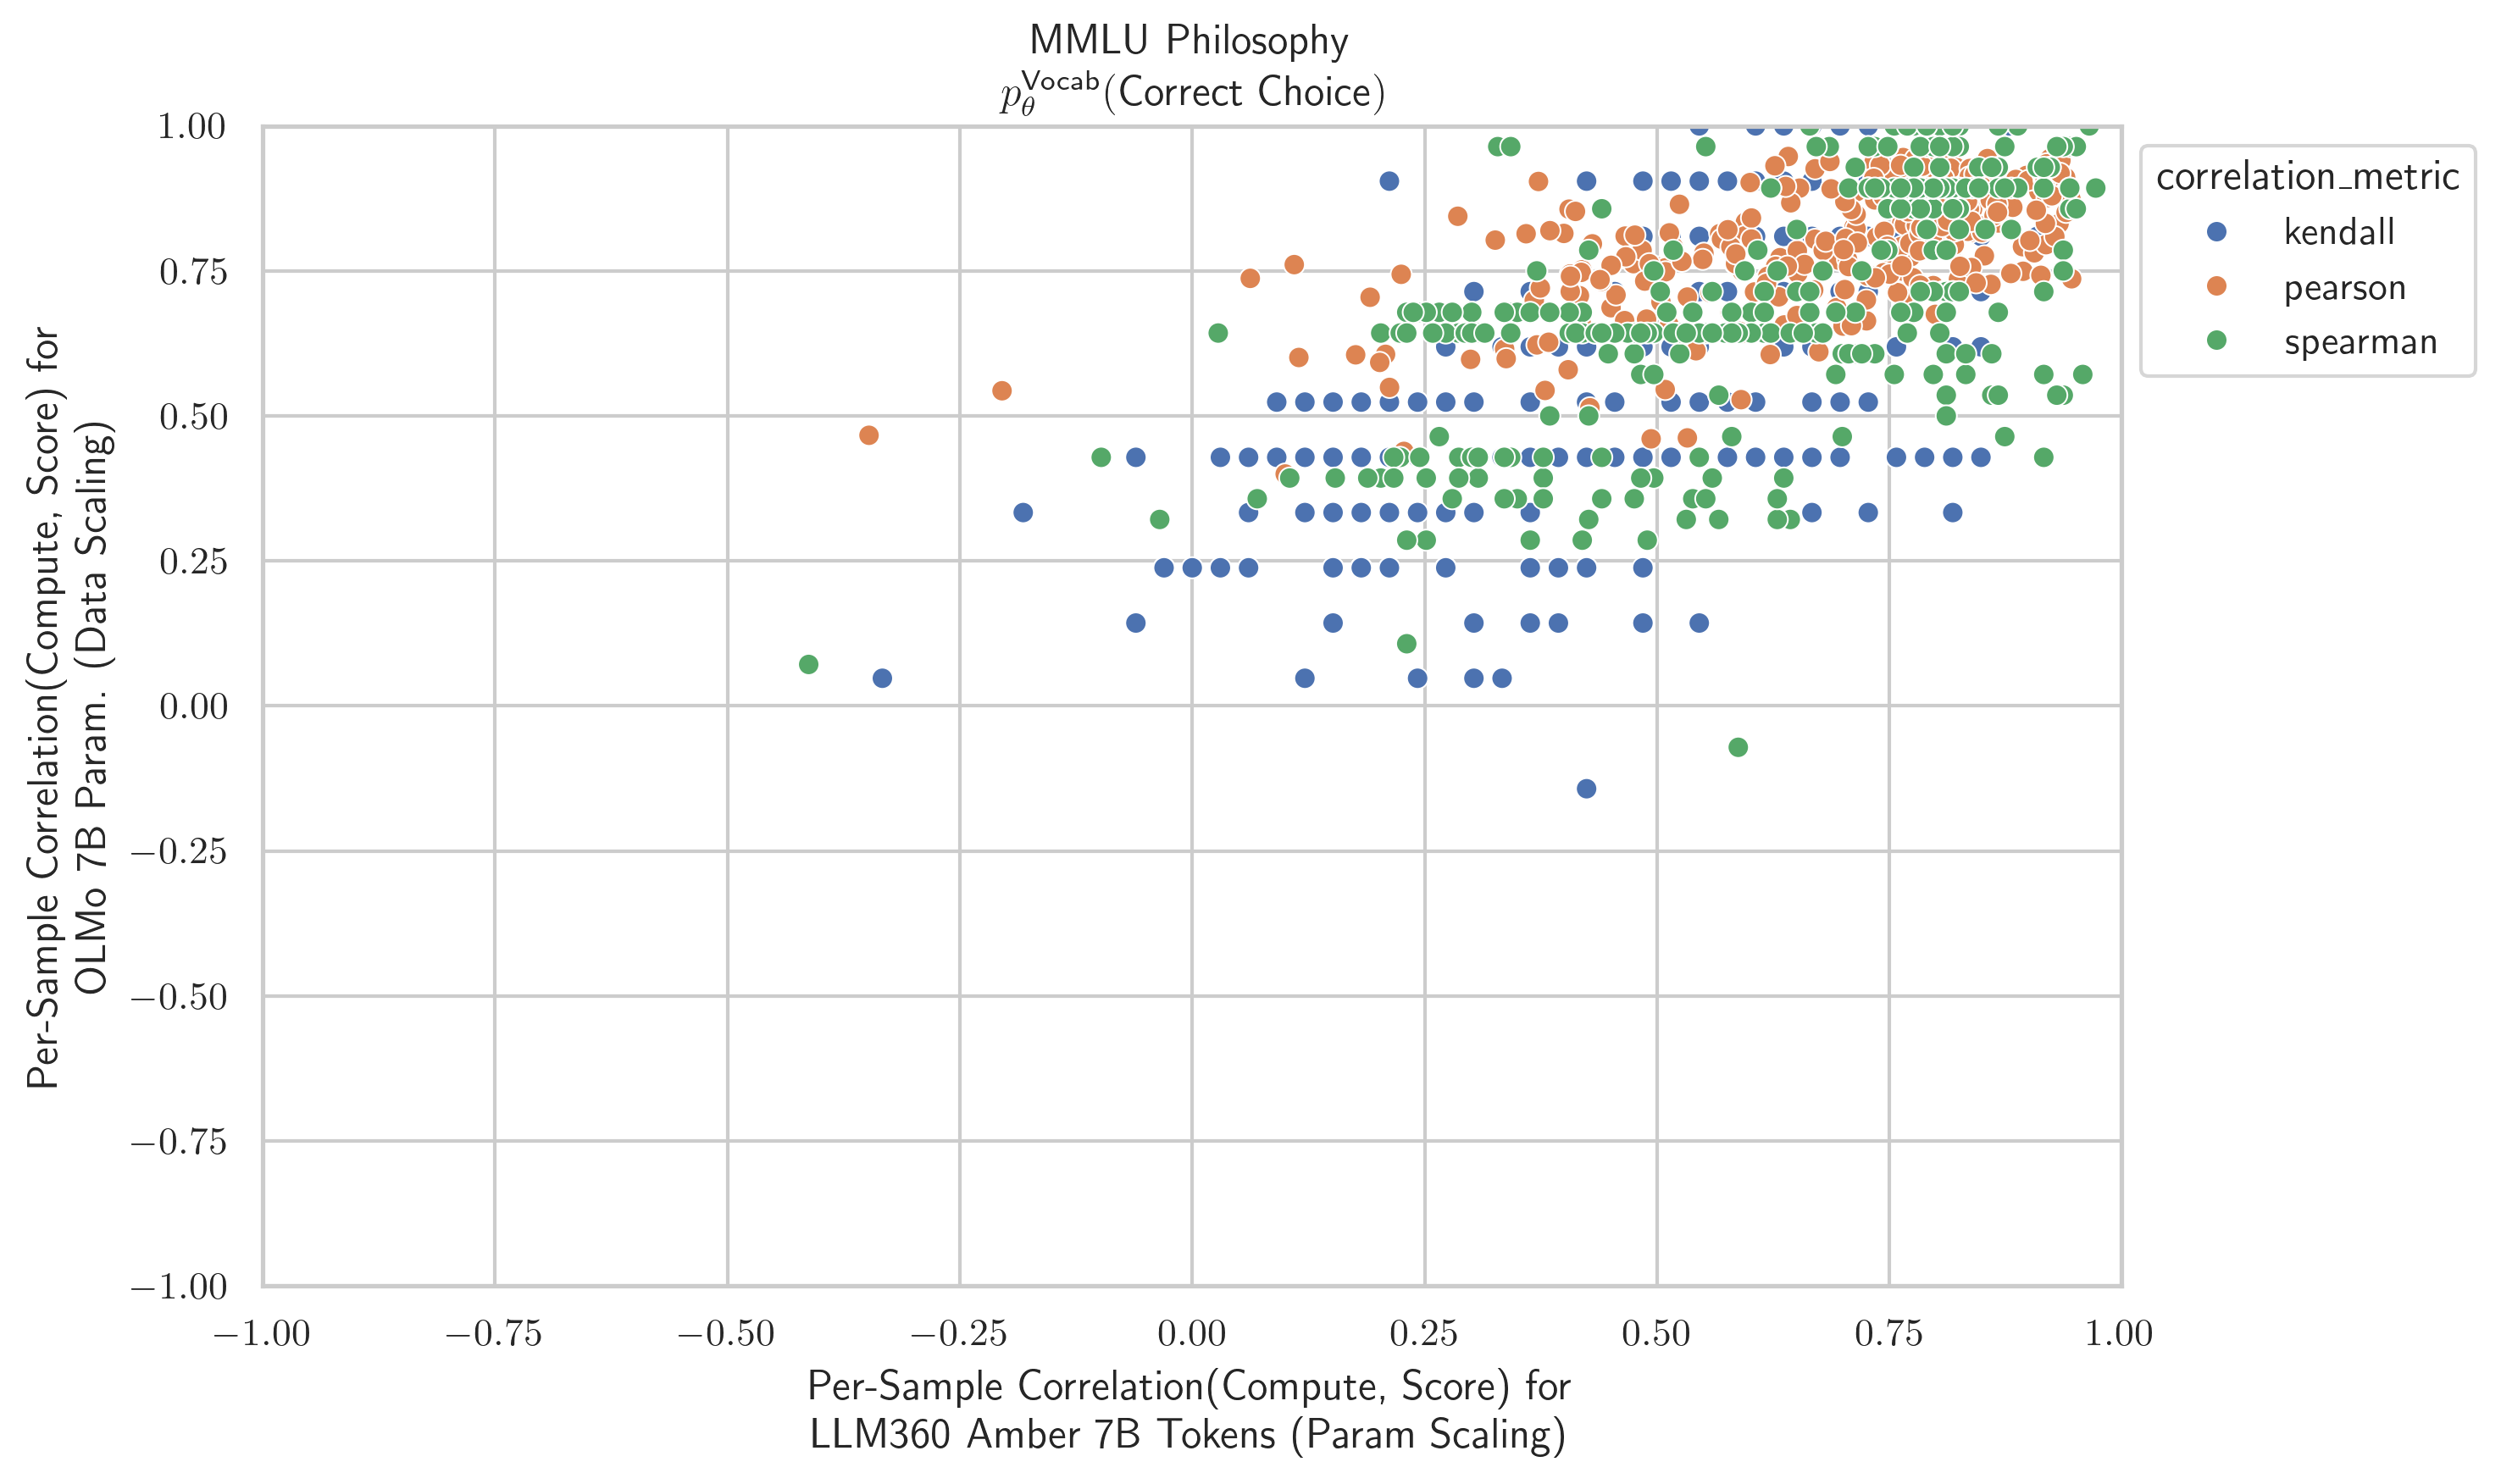 MMLU Philosophy
p_θ^Vocab(Correct Choice)
1.00
0.75
0.50
0.25
0.00
−0.25
−0.50
−0.75
−1.00
Per-Sample Correlation(Compute, Score) for
OLMo 7B Param. (Data Scaling)
−1.00
−0.75
−0.50
−0.25
0.00
0.25
0.50
0.75
1.00
Per-Sample Correlation(Compute, Score) for
LLM360 Amber 7B Tokens (Param Scaling)
correlation_metric
kendall
pearson
spearman